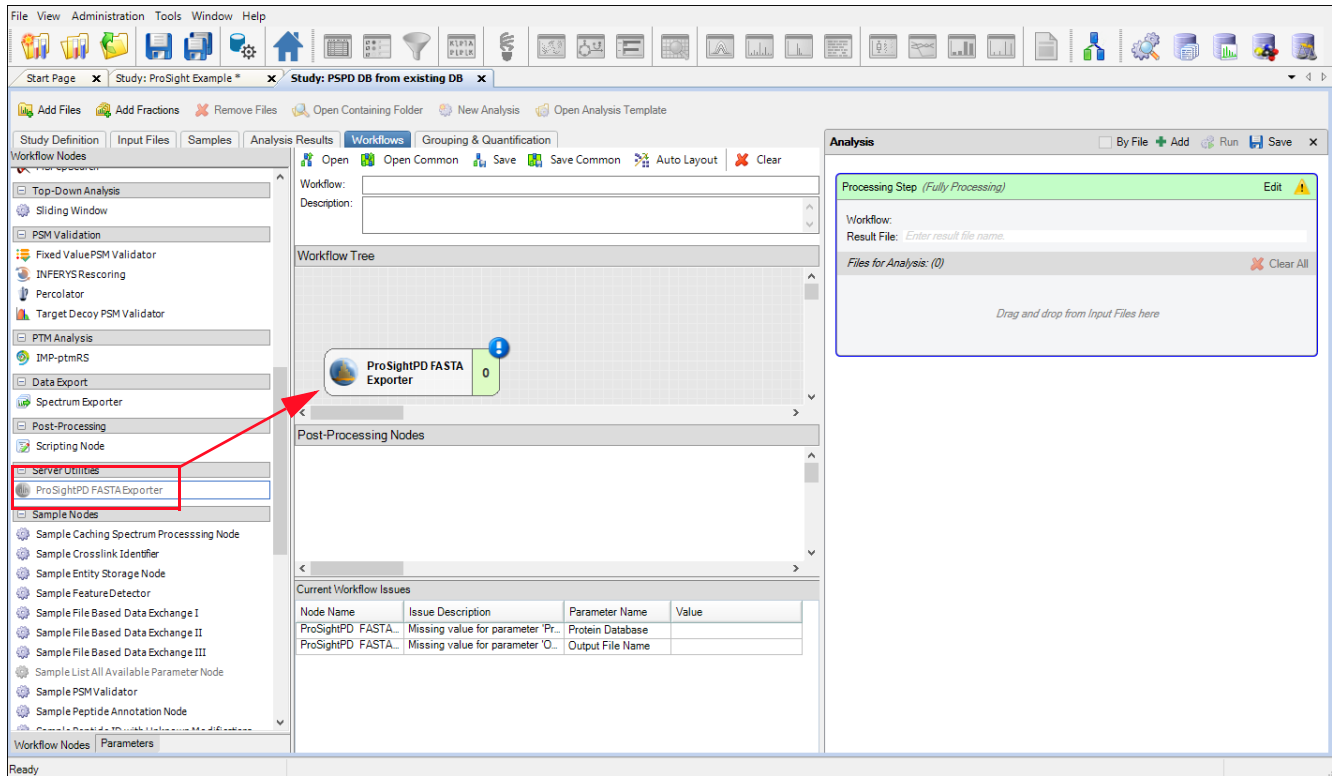 File View Administration Tools Window Help
Start Page x Study: ProSight Example * x Study: PSPD DB from existing DB x
Add Files Add Fractions Remove Files Open Containing Folder New Analysis Open Analysis Template
Study Definition Input Files Samples Analysis Results Workflows Grouping & Quantification
Workflow Nodes
Top-Down Analysis
Sliding Window
PSM Validation
Fixed Value PSM Validator
INFERYS Rescoring
Percolator
Target Decoy PSM Validator
PTM Analysis
IMP-ptmRS
Data Export
Spectrum Exporter
Post-Processing
Scripting Node
Server Utilities
ProSightPD FASTA Exporter
Sample Nodes
Sample Caching Spectrum Processsing Node
Sample Crosslink Identifier
Sample Entity Storage Node
Sample Feature Detector
Sample File Based Data Exchange I
Sample File Based Data Exchange II
Sample File Based Data Exchange III
Sample List All Available Parameter Node
Sample PSM Validator
Sample Peptide Annotation Node
Workflow Nodes Parameters
Open Open Common Save Save Common Auto Layout Clear
Workflow:
Description:
Workflow Tree
ProSightPD FASTA
Exporter
0
Post-Processing Nodes
Current Workflow Issues
Node Name Issue Description Parameter Name Value
ProSightPD FASTA... Missing value for parameter 'Pr... Protein Database
ProSightPD FASTA... Missing value for parameter 'O... Output File Name
Analysis By File Add Run Save x
Processing Step (Fully Processing) Edit
Workflow:
Result File: Enter result file name.
Files for Analysis: (0) Clear All
Drag and drop from Input Files here
Ready